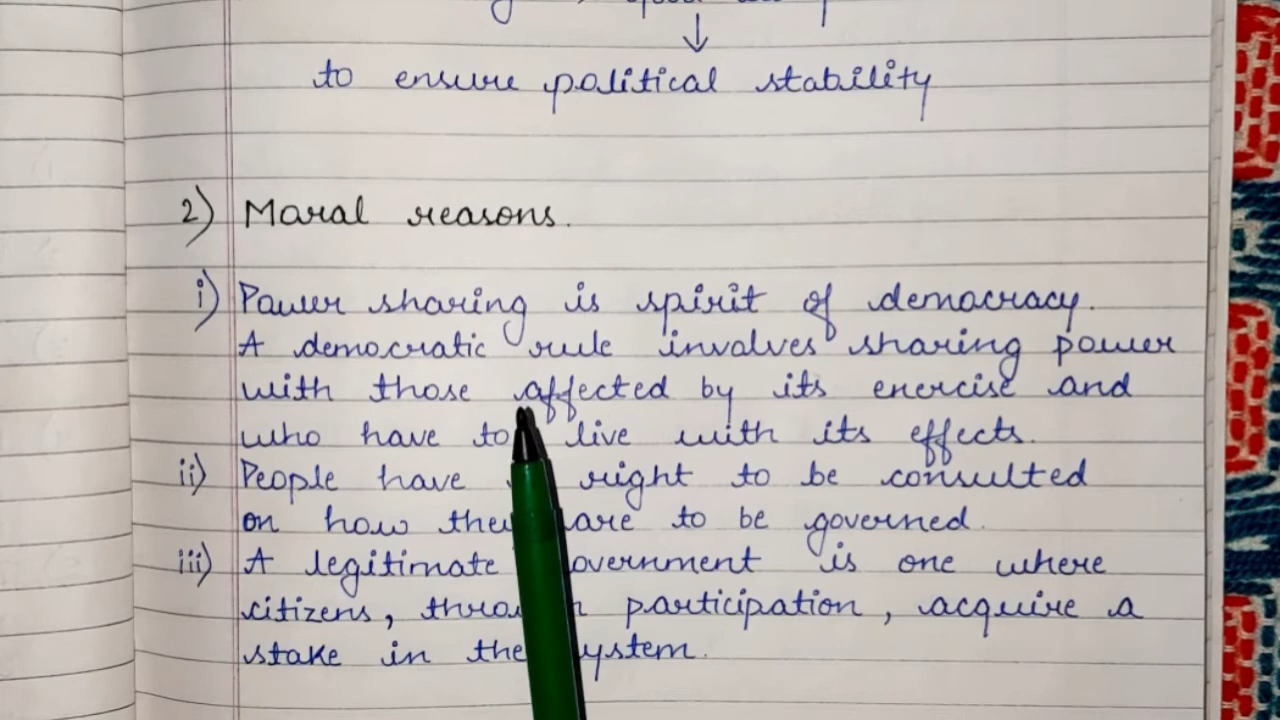 ↓
to ensure political stability
2) Moral reasons.
i) Power sharing is spirit of democracy.
A democratic rule involves sharing power
with those affected by its exercise and
who have to live with its effects.
ii) People have right to be consulted
on how they are to be governed.
iii) A legitimate government is one where
citizens, through participation, acquire a
stake in the system.